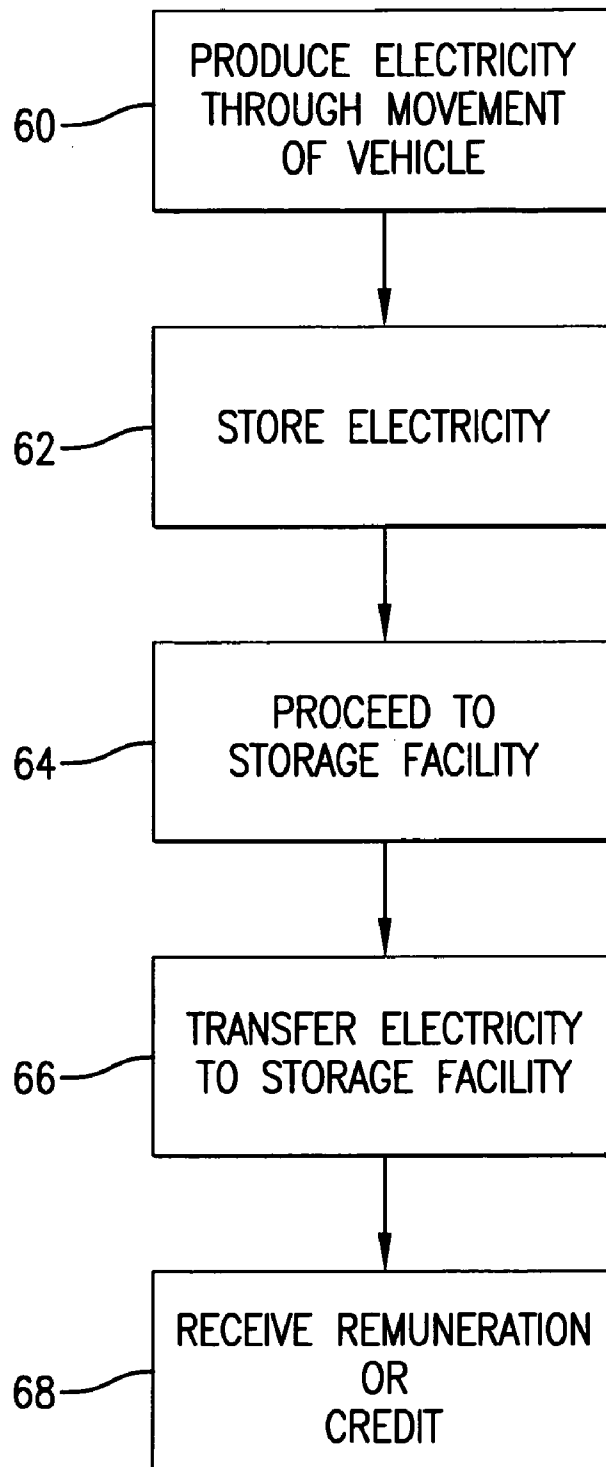 60
PRODUCE ELECTRICITY
THROUGH MOVEMENT
OF VEHICLE
62
STORE ELECTRICITY
64
PROCEED TO
STORAGE FACILITY
66
TRANSFER ELECTRICITY
TO STORAGE FACILITY
68
RECEIVE REMUNERATION
OR
CREDIT